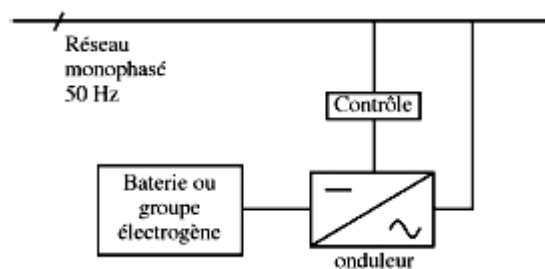 Réseau
monophasé
50 Hz
Contrôle
Baterie ou
groupe
électrogène
onduleur